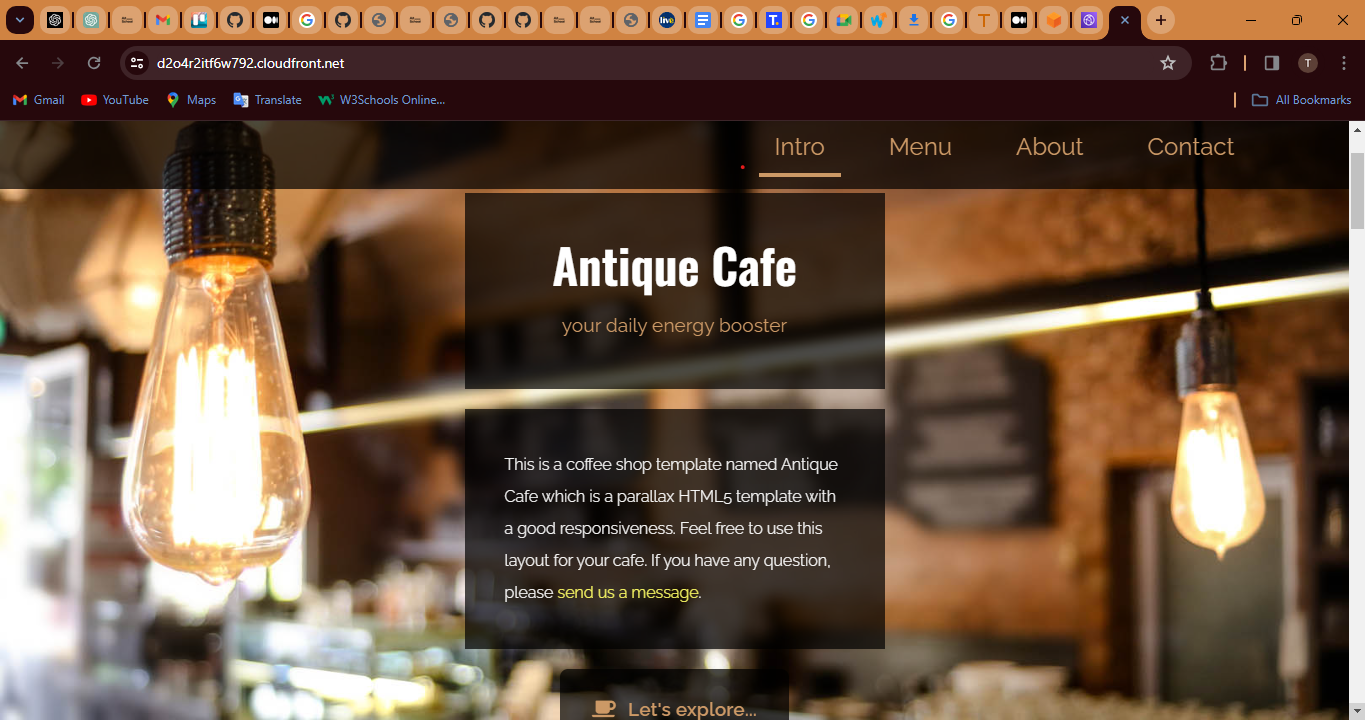 d2o4r2itf6w792.cloudfront.net
T
Gmail
YouTube
Maps
Translate
W3Schools Online...
All Bookmarks
Intro
Menu
About
Contact
Antique Cafe
your daily energy booster
This is a coffee shop template named Antique
Cafe which is a parallax HTML5 template with
a good responsiveness. Feel free to use this
layout for your cafe. If you have any question,
please send us a message.
Let's explore...